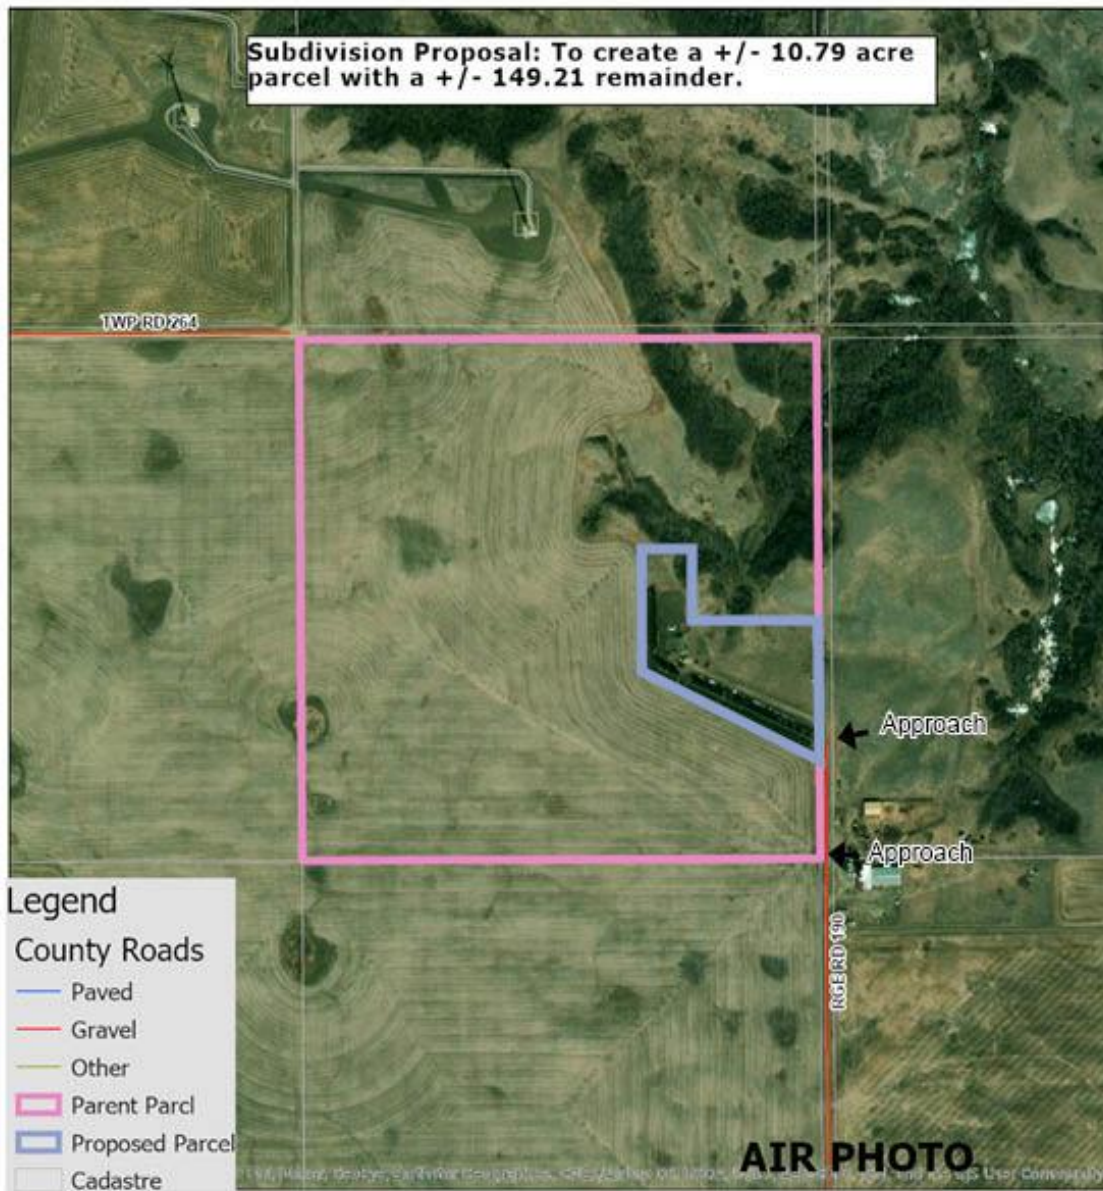 Subdivision Proposal: To create a +/- 10.79 acre
parcel with a +/- 149.21 remainder.
TWP RD 264
Approach
Approach
RGE RD 190
Legend
County Roads
Paved
Gravel
Other
Parent Parcl
Proposed Parcel
Cadastre
AIR PHOTO